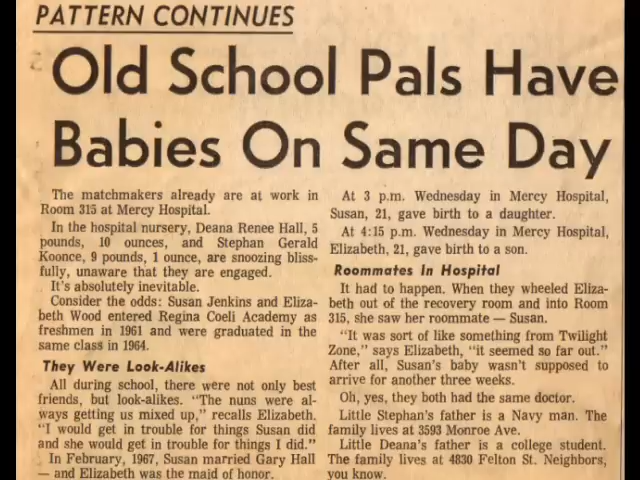 PATTERN CONTINUES
Old School Pals Have
Babies On Same Day
The matchmakers already are at work in
Room 315 at Mercy Hospital.
In the hospital nursery, Deana Renee Hall, 5
pounds, 10 ounces, and Stephan Gerald
Koonce, 9 pounds, 1 ounce, are snoozing bliss-
fully, unaware that they are engaged.
It's absolutely inevitable.
Consider the odds: Susan Jenkins and Eliza-
beth Wood entered Regina Coeli Academy as
freshmen in 1961 and were graduated in the
same class in 1964.
They Were Look-Alikes
All during school, there were not only best
friends, but look-alikes. "The nuns were al-
ways getting us mixed up," recalls Elizabeth.
"I would get in trouble for things Susan did
and she would get in trouble for things I did."
In February, 1967, Susan married Gary Hall
— and Elizabeth was the maid of honor.
At 3 p.m. Wednesday in Mercy Hospital,
Susan, 21, gave birth to a daughter.
At 4:15 p.m. Wednesday in Mercy Hospital,
Elizabeth, 21, gave birth to a son.
Roommates In Hospital
It had to happen. When they wheeled Eliza-
beth out of the recovery room and into Room
315, she saw her roommate — Susan.
"It was sort of like something from Twilight
Zone," says Elizabeth, "it seemed so far out."
After all, Susan's baby wasn't supposed to
arrive for another three weeks.
Oh, yes, they both had the same doctor.
Little Stephan's father is a Navy man. The
family lives at 3593 Monroe Ave.
Little Deana's father is a college student.
The family lives at 4830 Felton St. Neighbors,
you know.